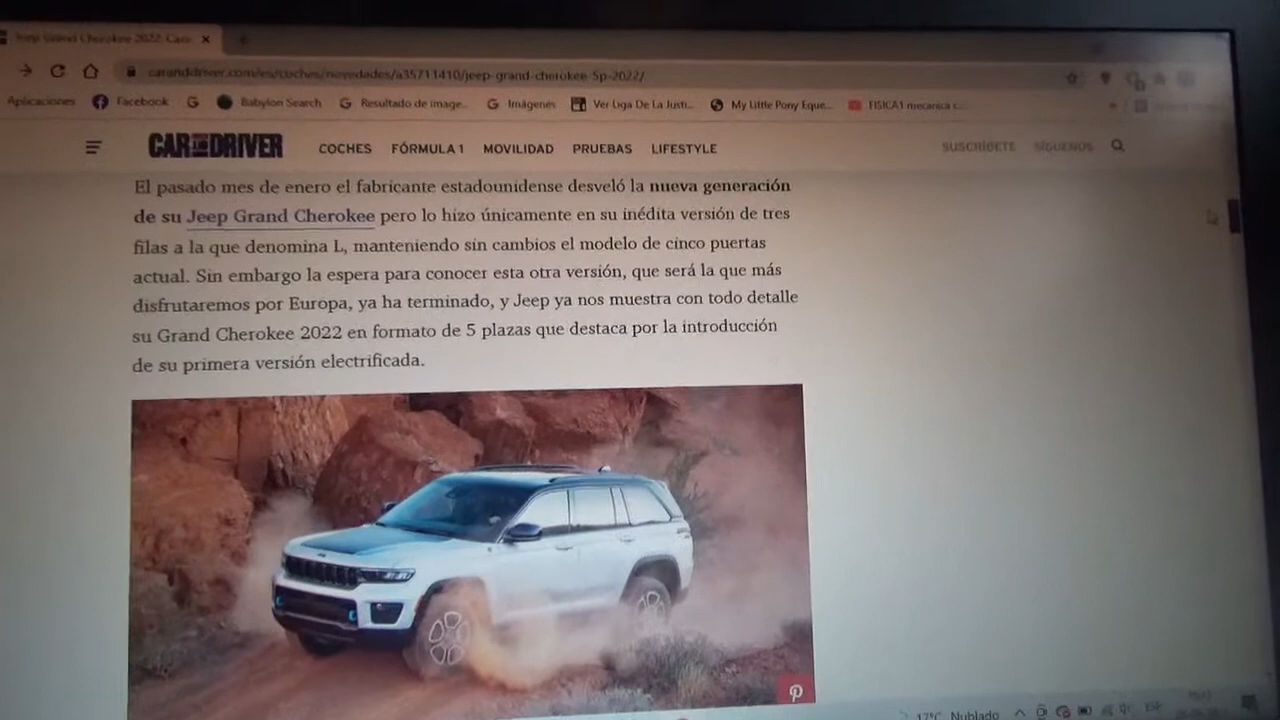 Jeep Grand Cherokee 2022: Cara
caranddriver.com/es/coches/novedades/a35711410/jeep-grand-cherokee-5p-2022/
Aplicaciones Facebook Babylon Search Resultado de image... Imágenes Ver Liga De La Justi... My Little Pony Eque... FISICA1 mecanica c...
CAR AND DRIVER COCHES FÓRMULA 1 MOVILIDAD PRUEBAS LIFESTYLE SUSCRÍBETE SÍGUENOS
El pasado mes de enero el fabricante estadounidense desveló la nueva generación
de su Jeep Grand Cherokee pero lo hizo únicamente en su inédita versión de tres
filas a la que denomina L, manteniendo sin cambios el modelo de cinco puertas
actual. Sin embargo la espera para conocer esta otra versión, que será la que más
disfrutaremos por Europa, ya ha terminado, y Jeep ya nos muestra con todo detalle
su Grand Cherokee 2022 en formato de 5 plazas que destaca por la introducción
de su primera versión electrificada.
17°C Nublado